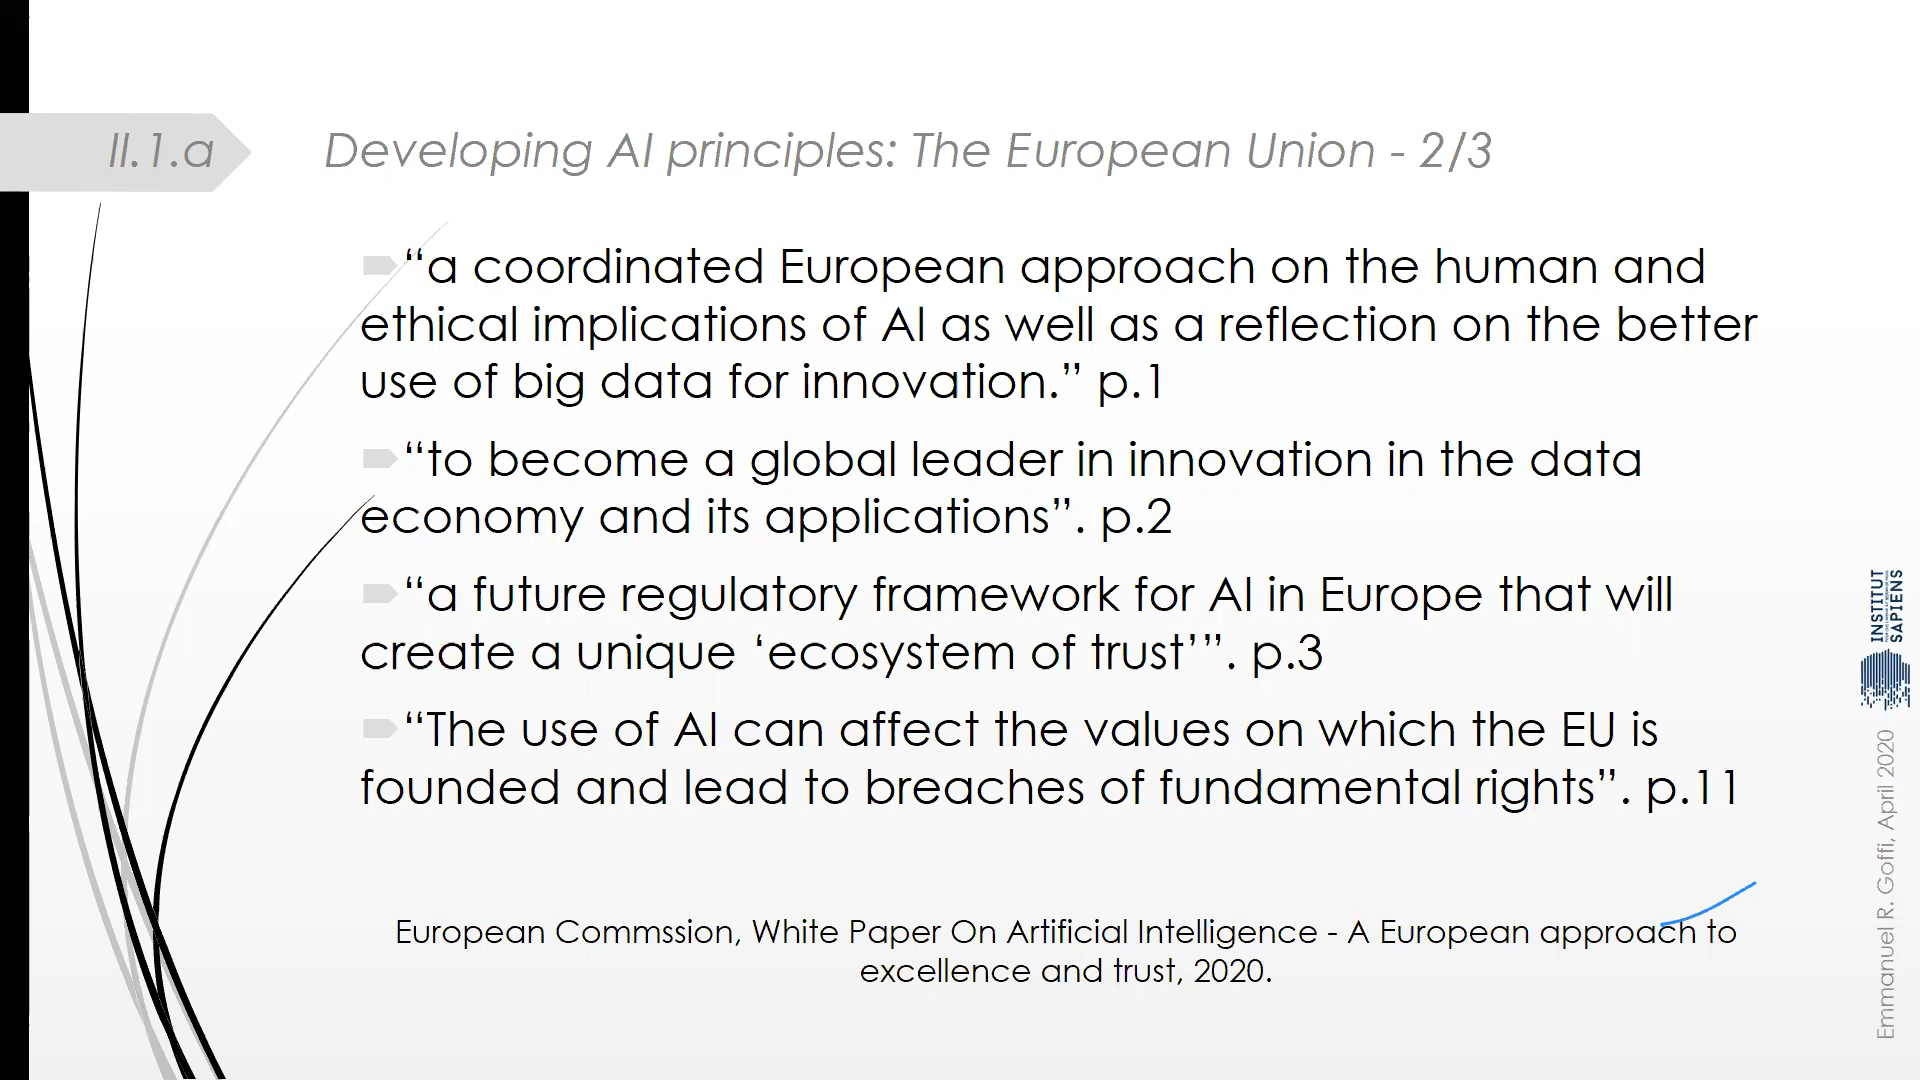 II.1.a
Developing AI principles: The European Union - 2/3
“a coordinated European approach on the human and
ethical implications of AI as well as a reflection on the better
use of big data for innovation.” p.1
“to become a global leader in innovation in the data
economy and its applications”. p.2
“a future regulatory framework for AI in Europe that will
create a unique ‘ecosystem of trust’”. p.3
“The use of AI can affect the values on which the EU is
founded and lead to breaches of fundamental rights”. p.11
European Commssion, White Paper On Artificial Intelligence - A European approach to
excellence and trust, 2020.
INSTITUT
SAPIENS
Emmanuel R. Goffi, April 2020